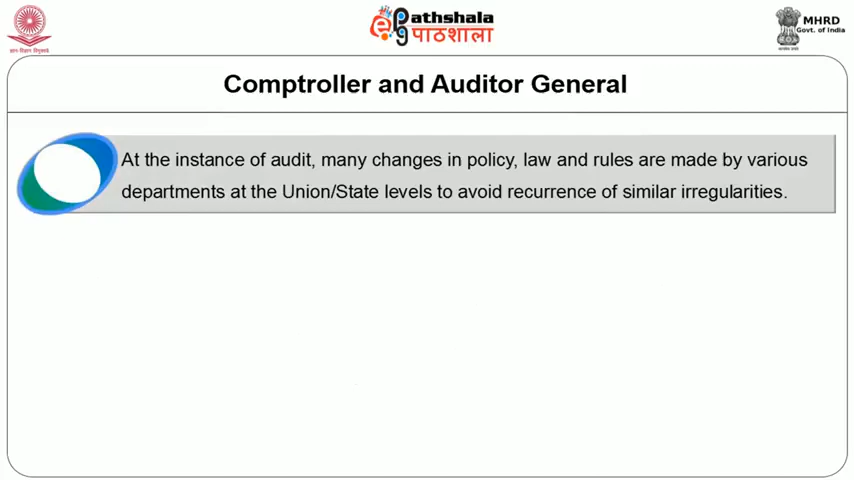 ePathshala
पाठशाला
MHRD
Govt. of India
Comptroller and Auditor General
At the instance of audit, many changes in policy, law and rules are made by various
departments at the Union/State levels to avoid recurrence of similar irregularities.